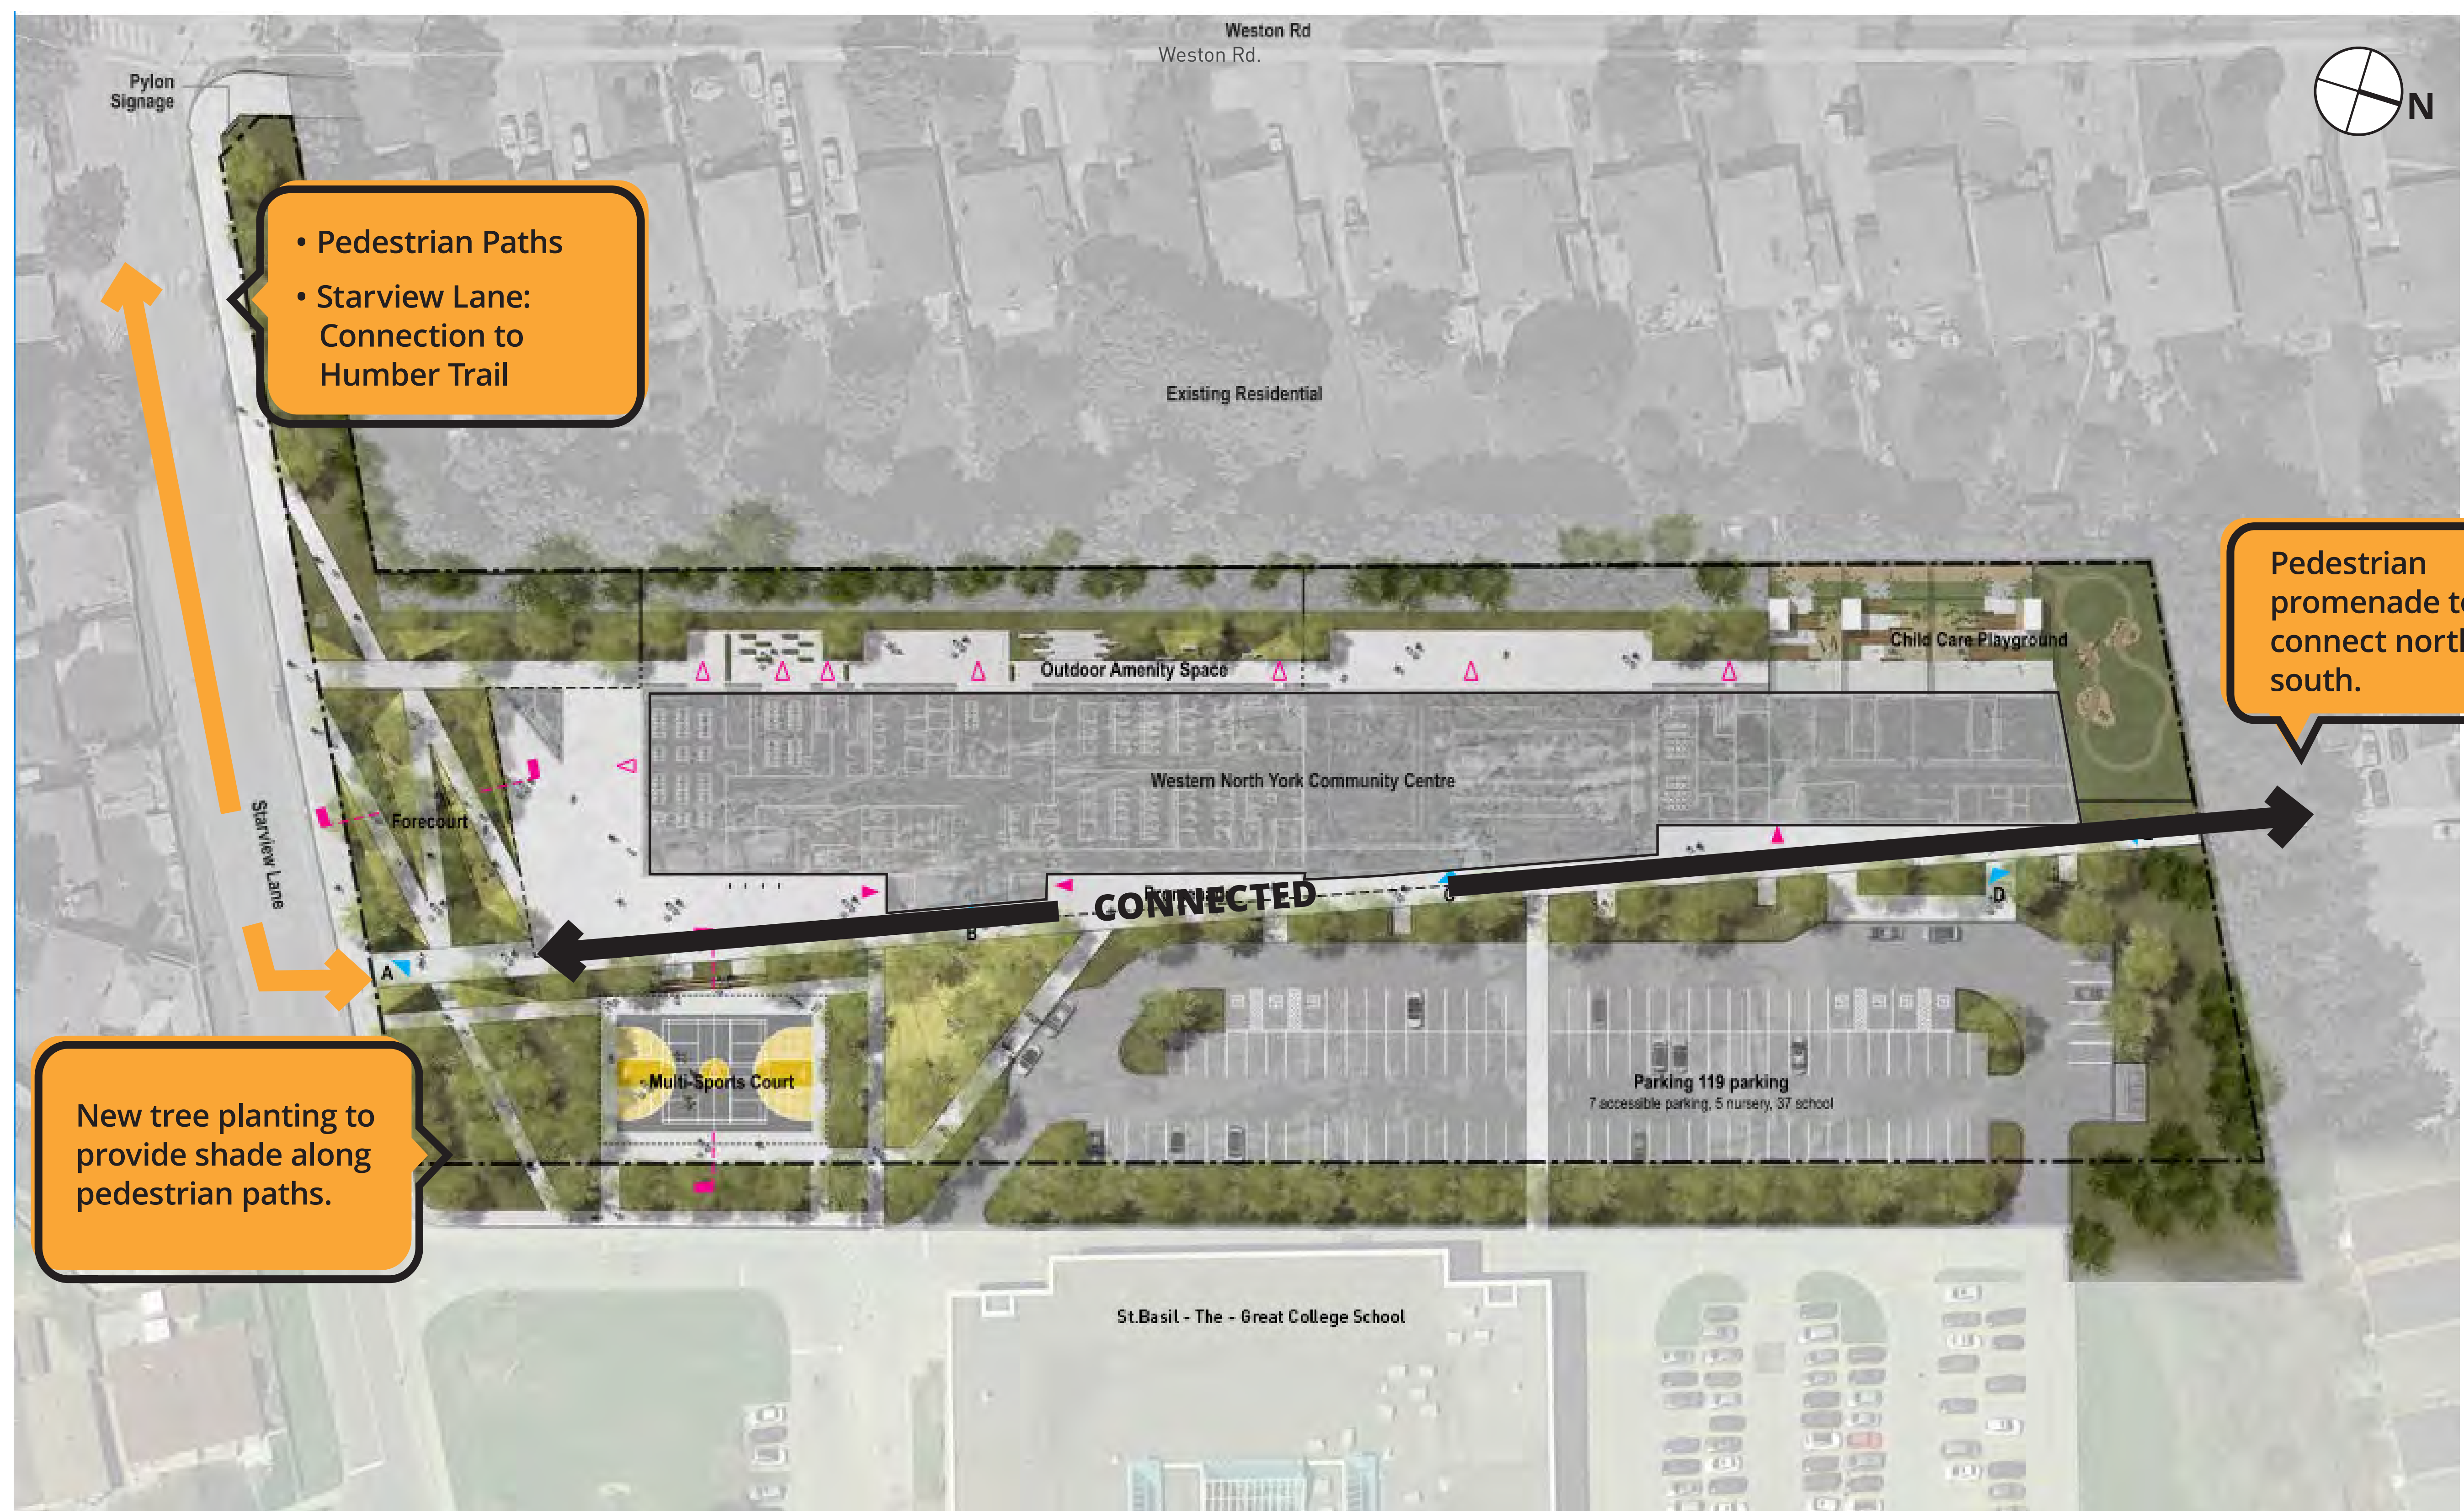 Weston Rd
Weston Rd.
Pylon
Signage
N
• Pedestrian Paths
• Starview Lane:
Connection to
Humber Trail
Existing Residential
Pedestrian
promenade
connect
south.
Child Care Playground
Outdoor Amenity Space
Western North York Community Centre
Forecourt
Starview Lane
CONNECTED
A
B
C
D
Multi-Sports Court
Parking 119 parking
7 accessible parking, 5 nursery, 37 school
New tree planting to
provide shade along
pedestrian paths.
St.Basil - The - Great College School